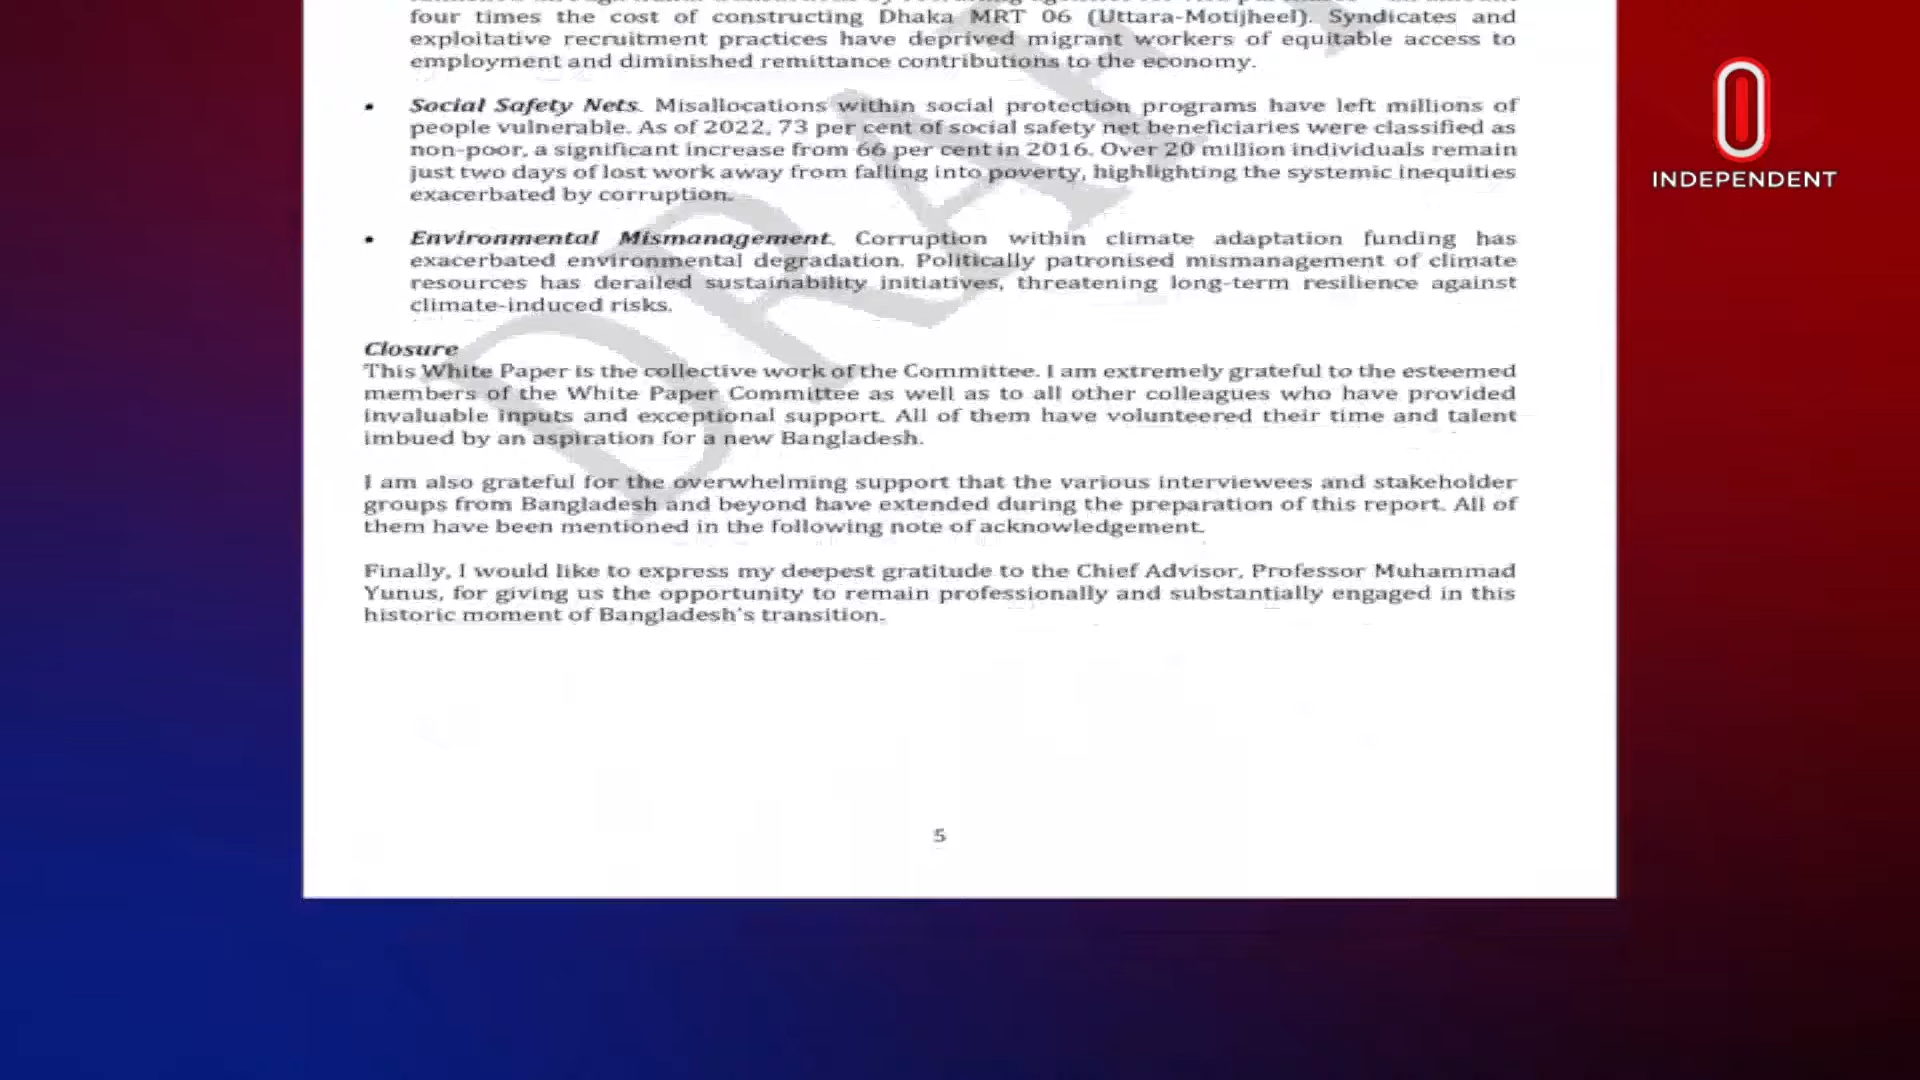 four times the cost of constructing Dhaka MRT 06 (Uttara-Motijheel). Syndicates and
exploitative recruitment practices have deprived migrant workers of equitable access to
employment and diminished remittance contributions to the economy.
• Social Safety Nets. Misallocations within social protection programs have left millions of
people vulnerable. As of 2022, 73 per cent of social safety net beneficiaries were classified as
non-poor, a significant increase from 66 per cent in 2016. Over 20 million individuals remain
just two days of lost work away from falling into poverty, highlighting the systemic inequities
exacerbated by corruption.
• Environmental Mismanagement. Corruption within climate adaptation funding has
exacerbated environmental degradation. Politically patronised mismanagement of climate
resources has derailed sustainability initiatives, threatening long-term resilience against
climate-induced risks.
Closure
This White Paper is the collective work of the Committee. I am extremely grateful to the esteemed
members of the White Paper Committee as well as to all other colleagues who have provided
invaluable inputs and exceptional support. All of them have volunteered their time and talent
imbued by an aspiration for a new Bangladesh.
I am also grateful for the overwhelming support that the various interviewees and stakeholder
groups from Bangladesh and beyond have extended during the preparation of this report. All of
them have been mentioned in the following note of acknowledgement.
Finally, I would like to express my deepest gratitude to the Chief Advisor, Professor Muhammad
Yunus, for giving us the opportunity to remain professionally and substantially engaged in this
historic moment of Bangladesh's transition.
5
INDEPENDENT